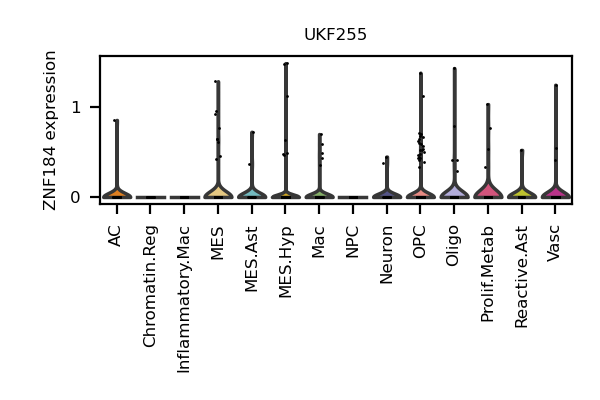 UKF255
ZNF184 expression
1
0
AC
Chromatin.Reg
Inflammatory.Mac
MES
MES.Ast
MES.Hyp
Mac
NPC
Neuron
OPC
Oligo
Prolif.Metab
Reactive.Ast
Vasc